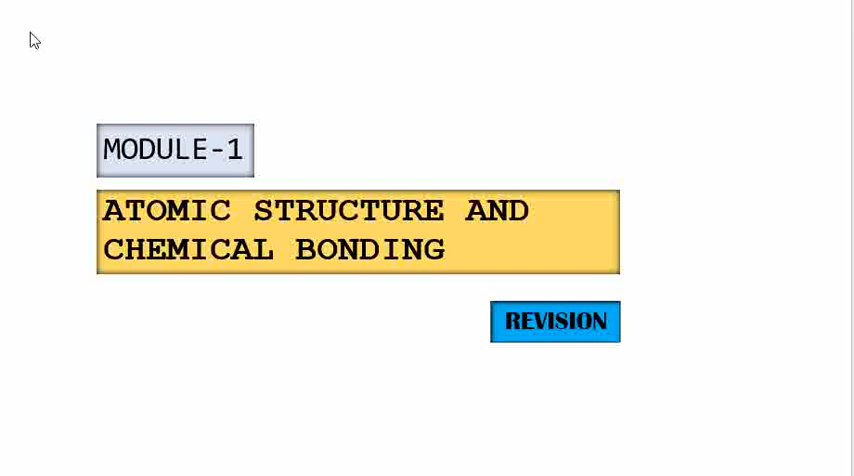 MODULE-1
ATOMIC STRUCTURE AND
CHEMICAL BONDING
REVISION